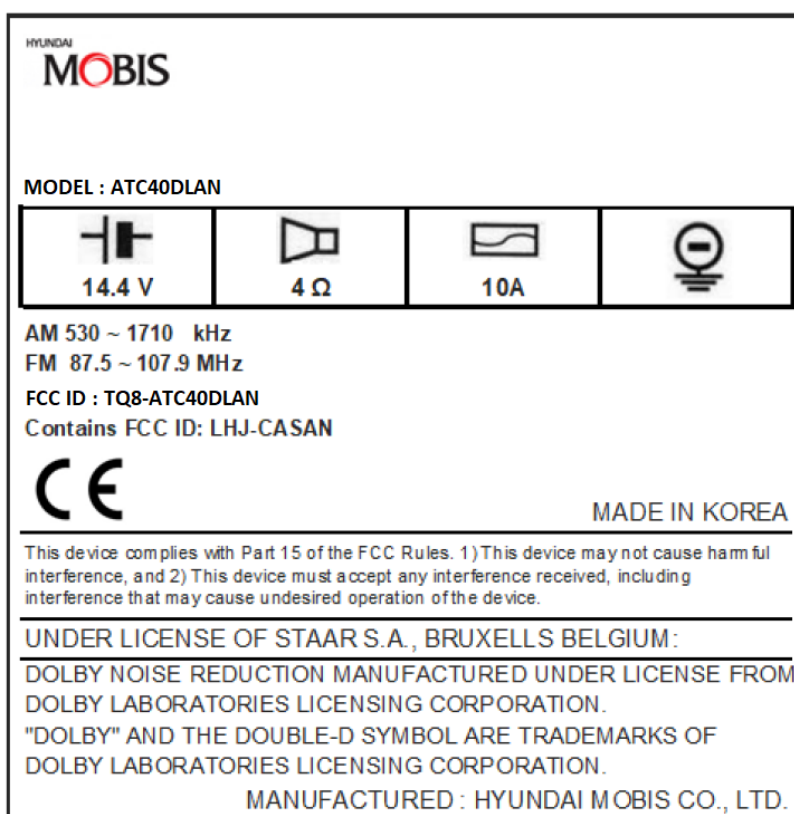 HYUNDAI
MOBIS
MODEL : ATC40DLAN
14.4 V
4 Ω
10A
AM 530 ~ 1710 kHz
FM 87.5 ~ 107.9 MHz
FCC ID : TQ8-ATC40DLAN
Contains FCC ID: LHJ-CASAN
CE
MADE IN KOREA
This device complies with Part 15 of the FCC Rules. 1) This device may not cause harmful
interference, and 2) This device must accept any interference received, including
interference that may cause undesired operation of the device.
UNDER LICENSE OF STAAR S.A., BRUXELLS BELGIUM:
DOLBY NOISE REDUCTION MANUFACTURED UNDER LICENSE FROM
DOLBY LABORATORIES LICENSING CORPORATION.
"DOLBY" AND THE DOUBLE-D SYMBOL ARE TRADEMARKS OF
DOLBY LABORATORIES LICENSING CORPORATION.
MANUFACTURED : HYUNDAI MOBIS CO., LTD.